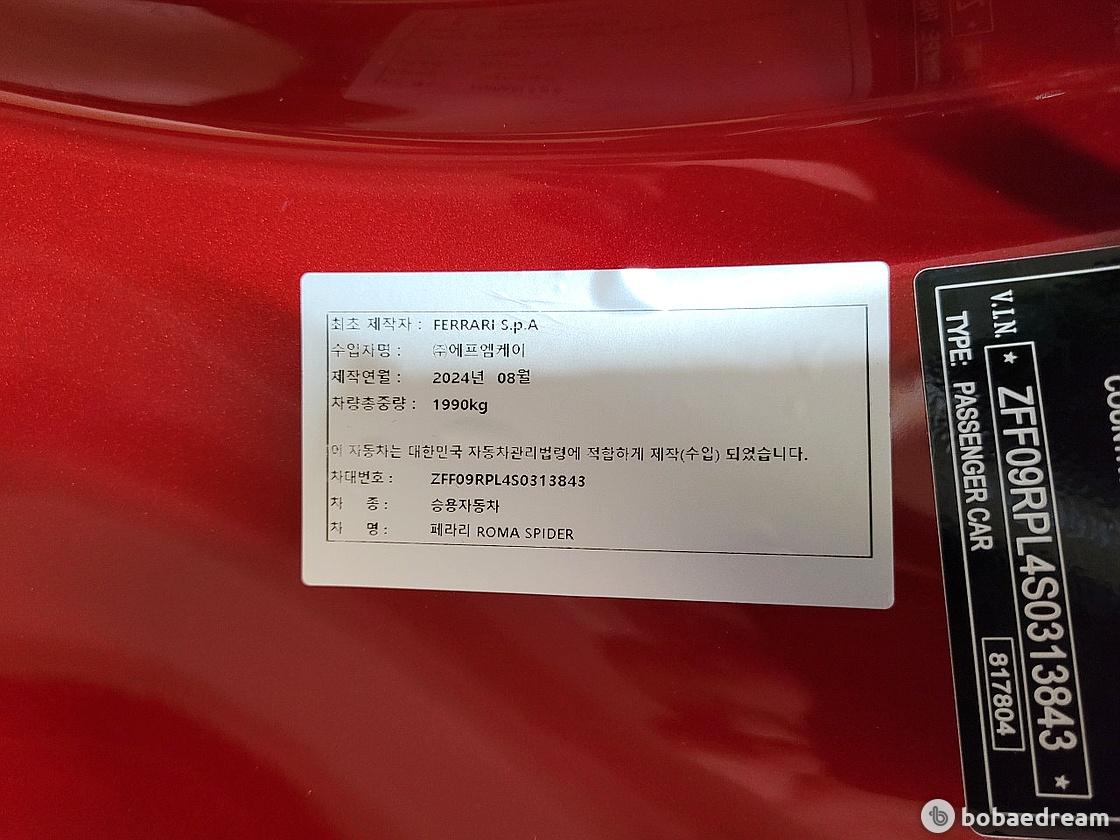 최초 제작자 : FERRARI S.p.A
수입자명 : ㈜에프엠케이
제작연월 : 2024년 08월
차량총중량 : 1990kg
이 자동차는 대한민국 자동차관리법령에 적합하게 제작(수입) 되었습니다.
차대번호 : ZFF09RPL4S0313843
차 종 : 승용자동차
차 명 : 페라리 ROMA SPIDER
V.I.N. ★ ZFF09RPL4S0313843 ★
TYPE: PASSENGER CAR 817804
bobaedream